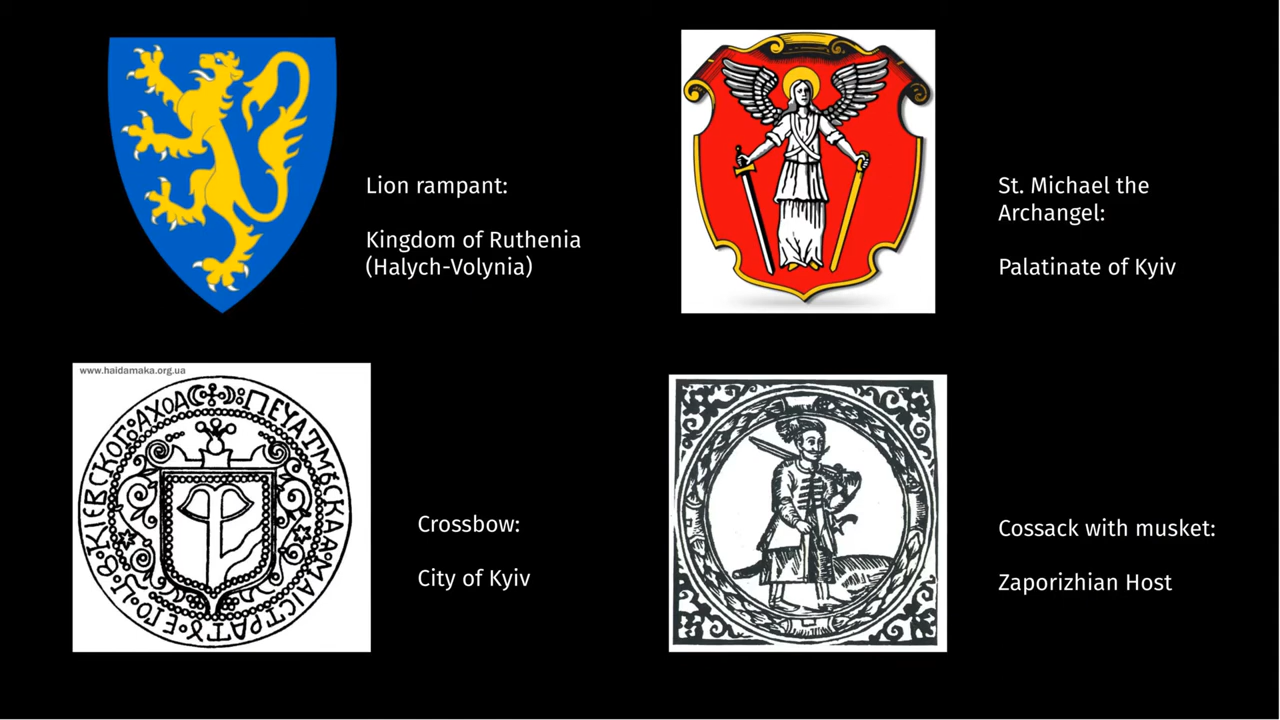 Lion rampant:
Kingdom of Ruthenia
(Halych-Volynia)
St. Michael the
Archangel:
Palatinate of Kyiv
www.haidamaka.org.ua
Crossbow:
City of Kyiv
Cossack with musket:
Zaporizhian Host